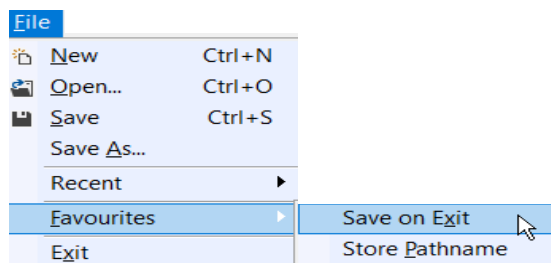 File
New Ctrl+N
Open... Ctrl+O
Save Ctrl+S
Save As...
Recent
Favourites Save on Exit
Exit Store Pathname